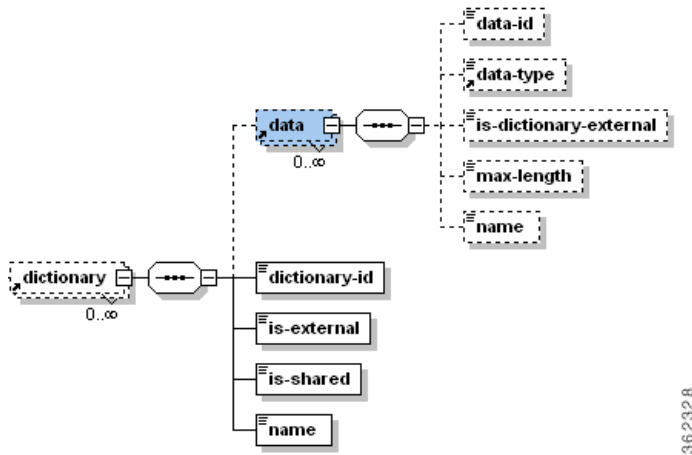 data-id
data-type
data
is-dictionary-external
0..∞
max-length
name
dictionary
0..∞
dictionary-id
is-external
is-shared
name
362328